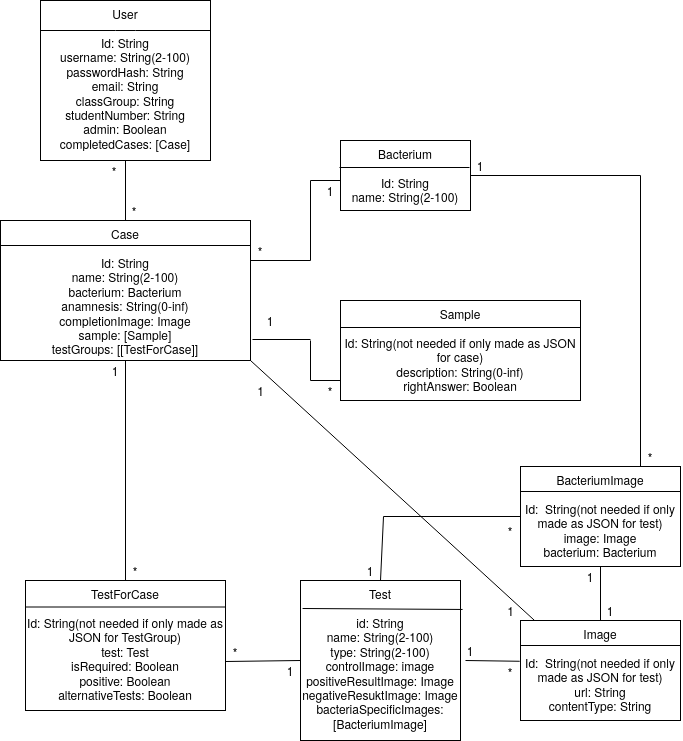 User
Id: String
username: String(2-100)
passwordHash: String
email: String
classGroup: String
studentNumber: String
admin: Boolean
completedCases: [Case]
*
*
Bacterium
Id: String
name: String(2-100)
1
1
*
Case
Id: String
name: String(2-100)
bacterium: Bacterium
anamnesis: String(0-inf)
completionImage: Image
sample: [Sample]
testGroups: [[TestForCase]]
1
*
Sample
Id: String(not needed if only made as JSON
for case)
description: String(0-inf)
rightAnswer: Boolean
1
1
*
BacteriumImage
Id:  String(not needed if only
made as JSON for test)
image: Image
bacterium: Bacterium
*
1
1
1
1
*
TestForCase
Id: String(not needed if only made as
JSON for TestGroup)
test: Test
isRequired: Boolean
positive: Boolean
alternativeTests: Boolean
*
1
Test
id: String
name: String(2-100)
type: String(2-100)
controlImage: image
positiveResultImage: Image
negativeResuktImage: Image
bacteriaSpecificImages:
[BacteriumImage]
1
*
Image
Id:  String(not needed if only
made as JSON for test)
url: String
contentType: String